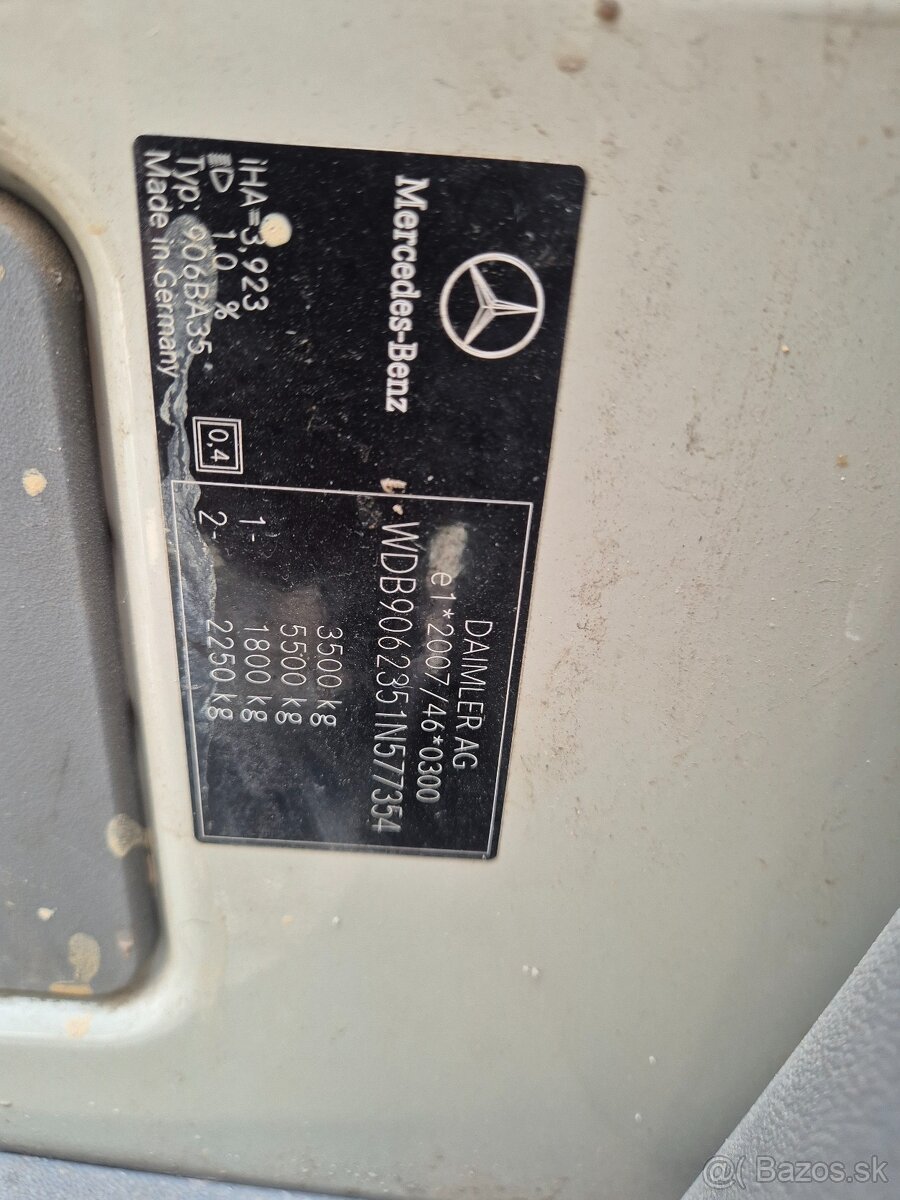 Mercedes-Benz
iHA=3,923
1,0 %
Typ: 906BA35
Made in Germany
0,4
DAIMLER AG
e1*2007/46*0300
WDB9062351N577354
3500 kg
5500 kg
1- 1800 kg
2- 2250 kg
@( Bazos.sk